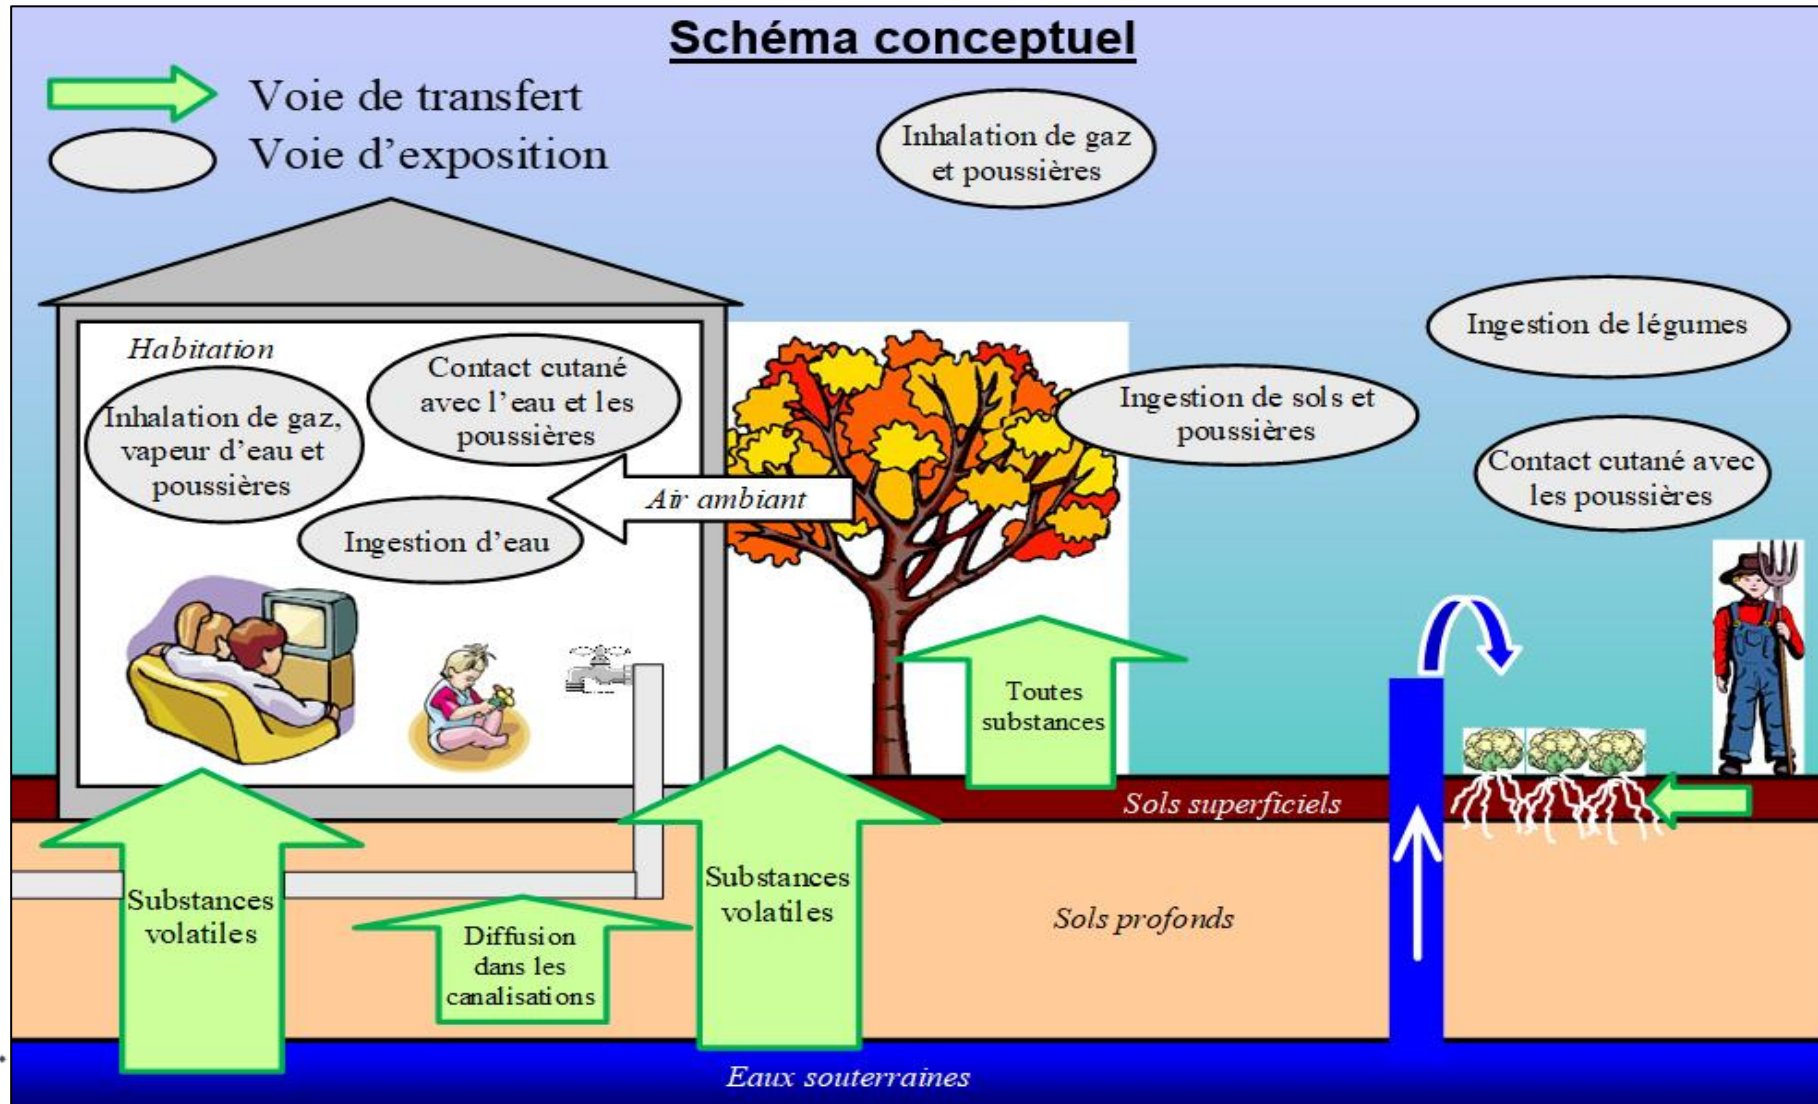 Schéma conceptuel
Voie de transfert
Voie d'exposition
Inhalation de gaz
et poussières
Ingestion de légumes
Habitation
Contact cutané
avec l'eau et les
poussières
Inhalation de gaz,
vapeur d'eau et
poussières
Ingestion de sols et
poussières
Contact cutané avec
les poussières
Air ambiant
Ingestion d'eau
Toutes
substances
Sols superficiels
Substances
volatiles
Substances
volatiles
Diffusion
dans les
canalisations
Sols profonds
Eaux souterraines